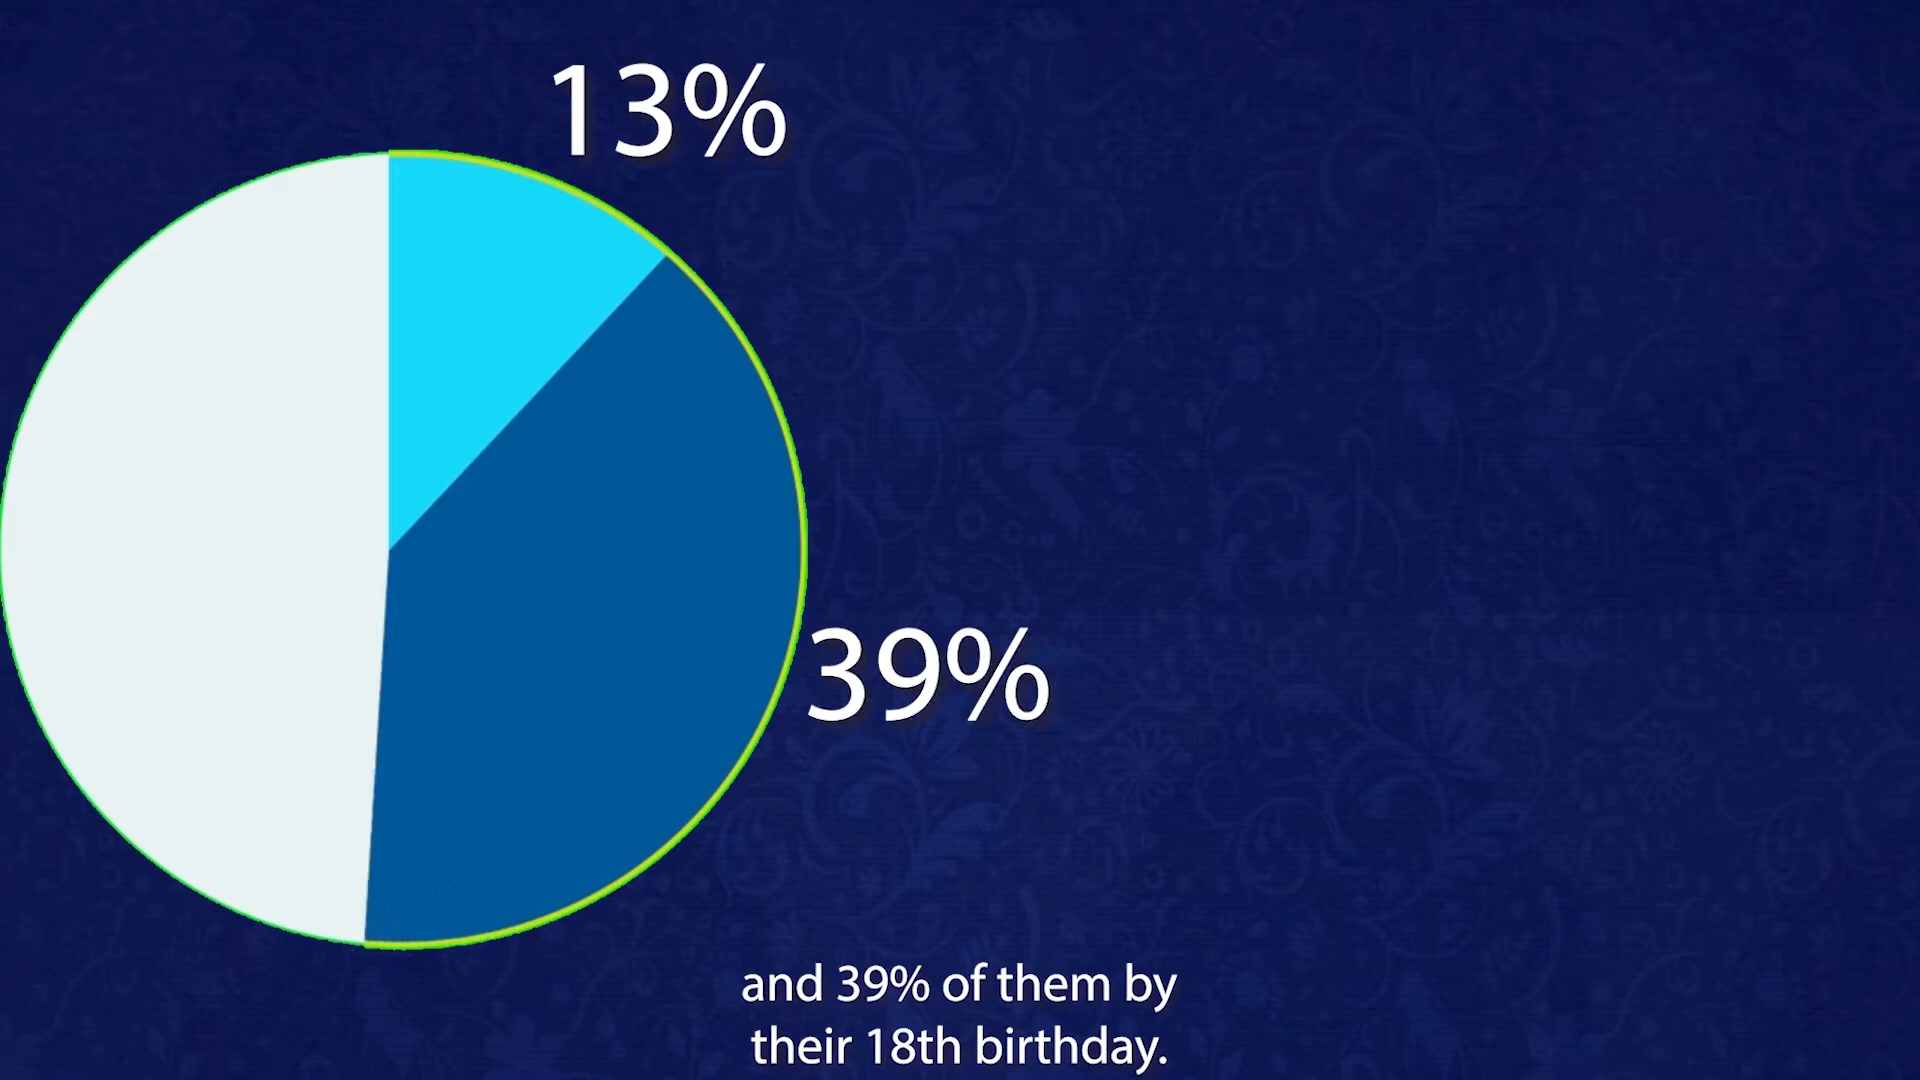 13%
39%
and 39% of them by
their 18th birthday.